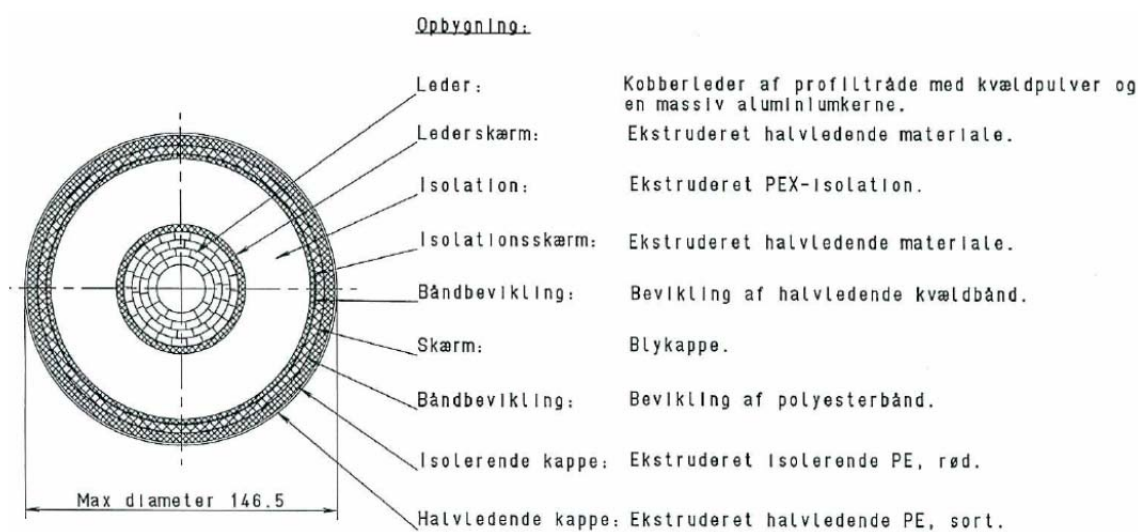 Opbygning:
Leder: Kobberleder af profiltråde med kvældpulver og
en massiv aluminiumkerne.
Lederskærm: Ekstruderet halvledende materiale.
Isolation: Ekstruderet PEX-isolation.
Isolationsskærm: Ekstruderet halvledende materiale.
Båndbevikling: Bevikling af halvledende kvældbånd.
Skærm: Blykappe.
Båndbevikling: Bevikling af polyesterbånd.
Isolerende kappe: Ekstruderet isolerende PE, rød.
Max diameter 146.5
Halvledende kappe: Ekstruderet halvledende PE, sort.